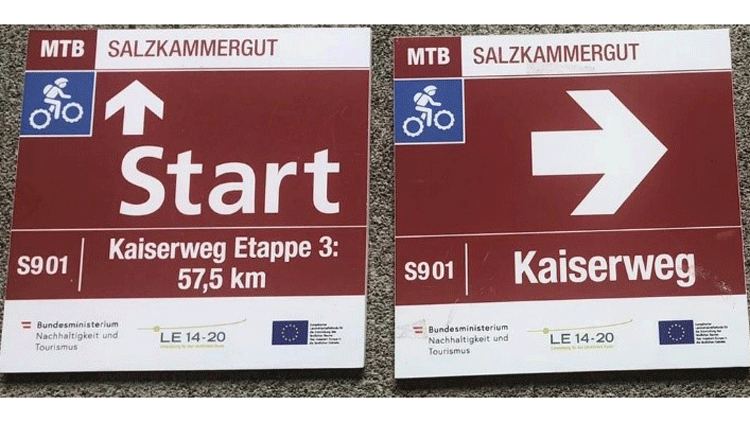 MTB SALZKAMMERGUT
Start
S901
Kaiserweg Etappe 3:
57,5 km
Bundesministerium
Nachhaltigkeit und
Tourismus
LE 14-20
MTB SALZKAMMERGUT
S901
Kaiserweg
Bundesministerium
Nachhaltigkeit und
Tourismus
LE 14-20